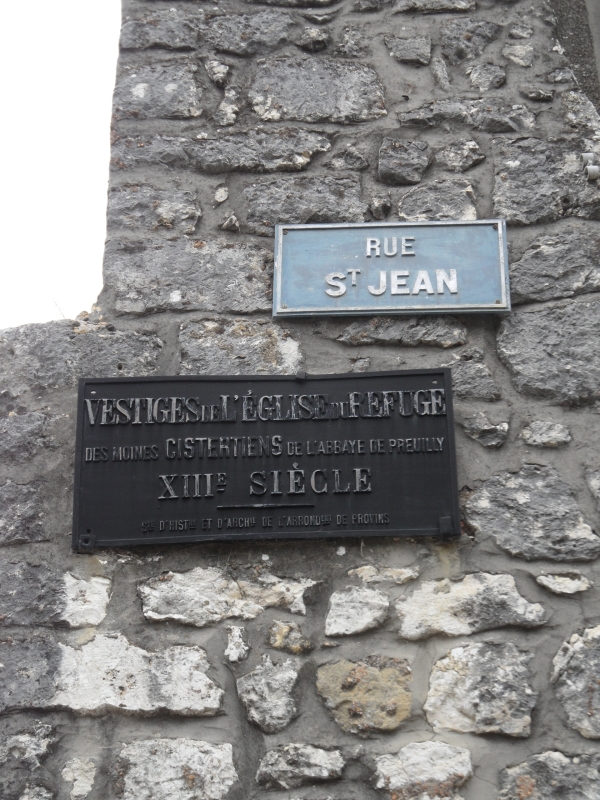 RUE
ST JEAN
VESTIGES DE L'ÉGLISE DU REFUGE
DES MOINES CISTERTIENS DE L'ABBAYE DE PREUILLY
XIIIE SIÈCLE
STÉ D'HISTRE ET D'ARCHIE DE L'ARRONDT DE PROVINS